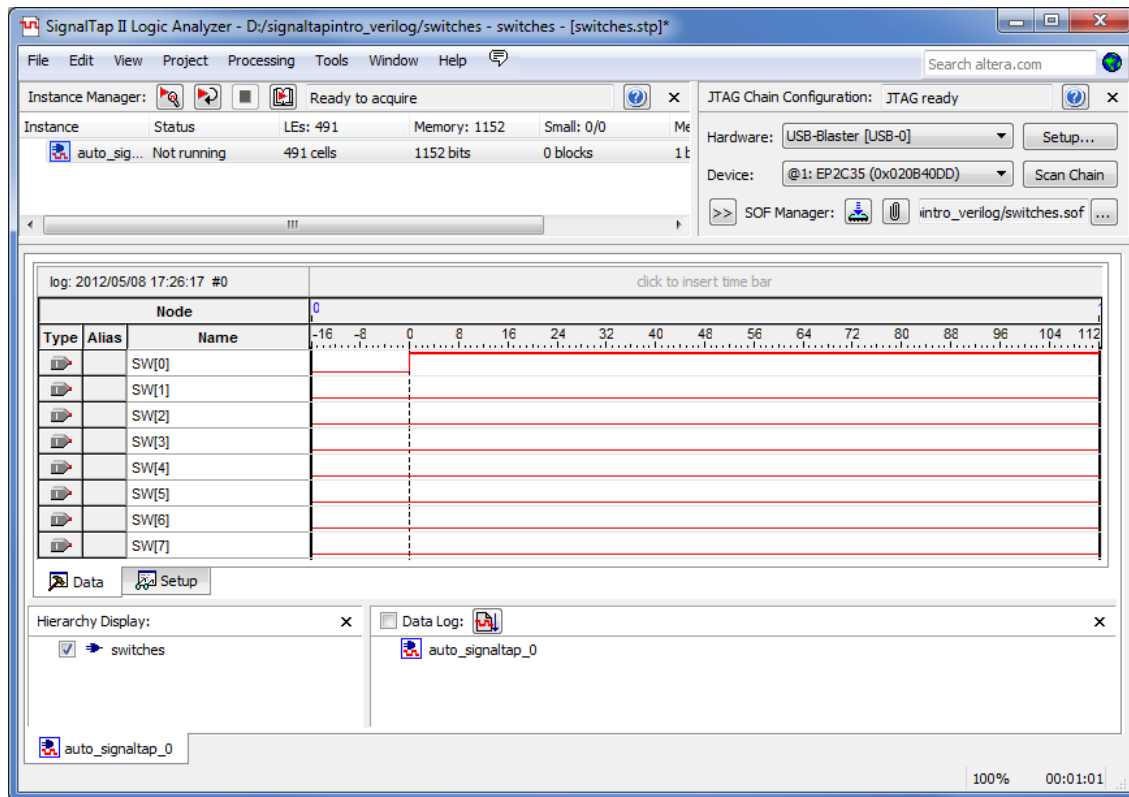 SignalTap II Logic Analyzer - D:/signaltapintro_verilog/switches - switches - [switches.stp]*
File Edit View Project Processing Tools Window Help
Search altera.com
Instance Manager: Ready to acquire
JTAG Chain Configuration: JTAG ready
Instance Status LEs: 491 Memory: 1152 Small: 0/0 Me
auto_sig... Not running 491 cells 1152 bits 0 blocks 1 b
Hardware: USB-Blaster [USB-0] Setup...
Device: @1: EP2C35 (0x020B40DD) Scan Chain
>> SOF Manager: ointro_verilog/switches.sof ...
log: 2012/05/08 17:26:17 #0 click to insert time bar
Node 0
Type Alias Name -16 -8 0 8 16 24 32 40 48 56 64 72 80 88 96 104 112
SW[0]
SW[1]
SW[2]
SW[3]
SW[4]
SW[5]
SW[6]
SW[7]
Data Setup
Hierarchy Display:
switches
Data Log:
auto_signaltap_0
auto_signaltap_0
100% 00:01:01